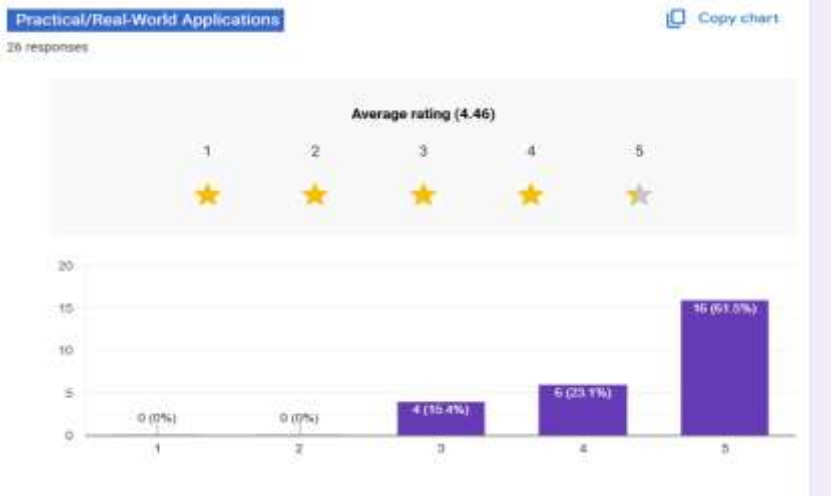 Practical/Real-World Applications
Copy chart
26 responses
Average rating (4.46)
1 2 3 4 5
20
15
10
5
0
0 (0%) 0 (0%) 4 (15.4%) 6 (23.1%) 16 (61.5%)
1 2 3 4 5